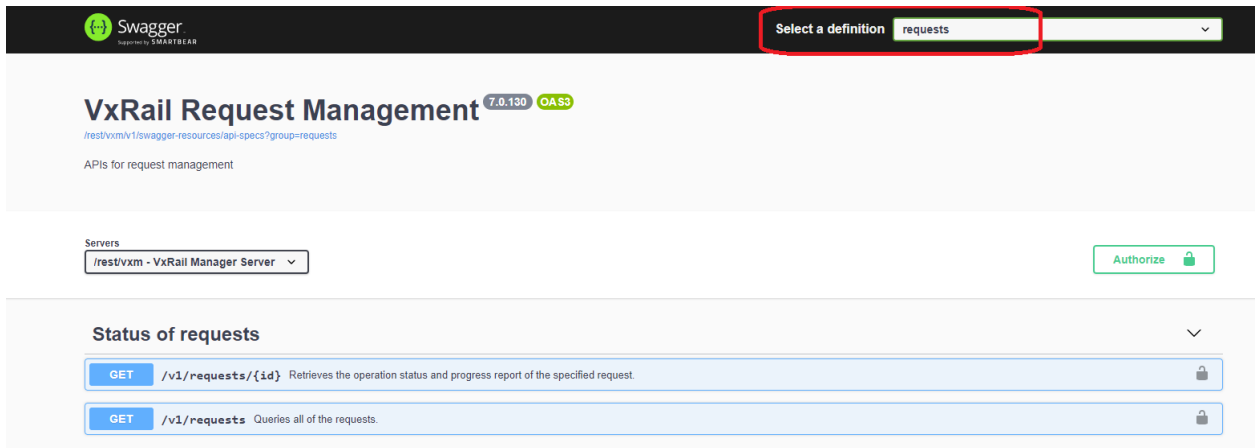 Swagger
Supported by SMARTBEAR
Select a definition requests
VxRail Request Management 7.0.130 OAS3
/rest/vxm/v1/swagger-resources/api-specs?group=requests
APIs for request management
Servers
/rest/vxm - VxRail Manager Server
Authorize
Status of requests
GET /v1/requests/{id} Retrieves the operation status and progress report of the specified request.
GET /v1/requests Queries all of the requests.